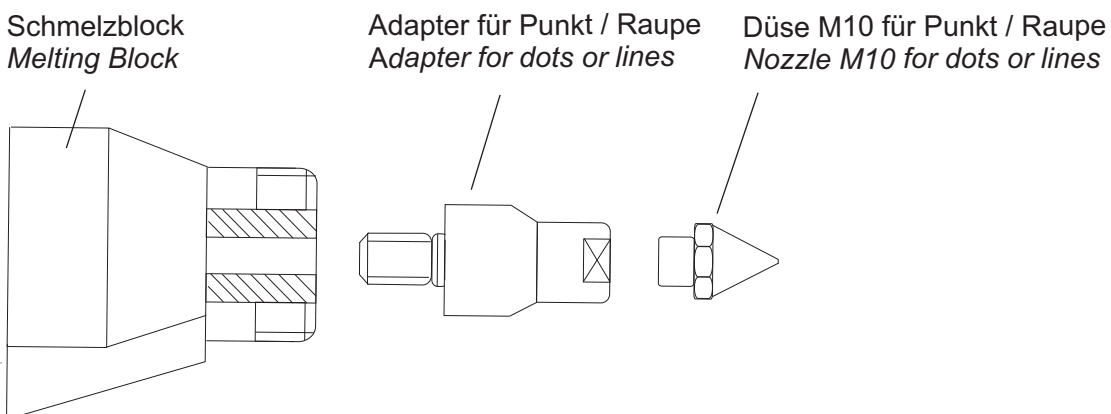 Schmelzblock
Melting Block
Adapter für Punkt / Raupe
Adapter for dots or lines
Düse M10 für Punkt / Raupe
Nozzle M10 for dots or lines